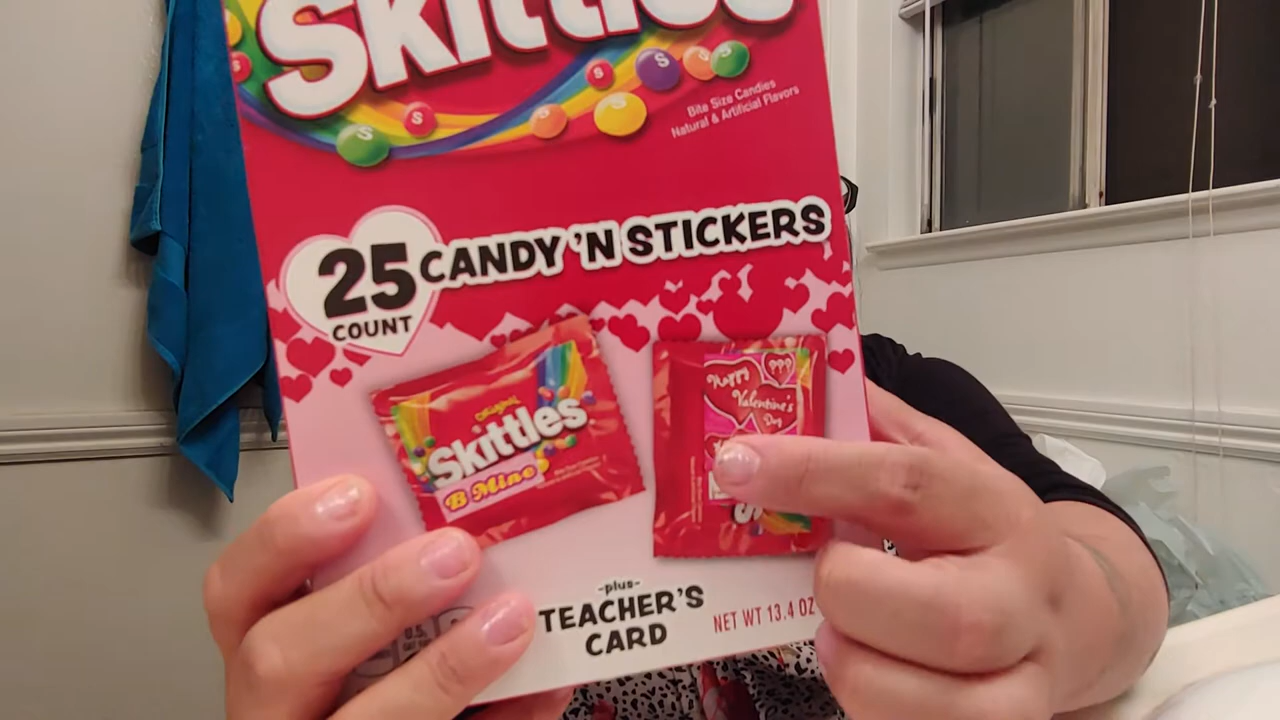 Skittles
Bite Size Candies
Natural & Artificial Flavors
25
COUNT
CANDY 'N STICKERS
Original
Skittles
B Mine
Happy
Valentine's
Day
-plus-
TEACHER'S
CARD
NET WT 13.4 OZ